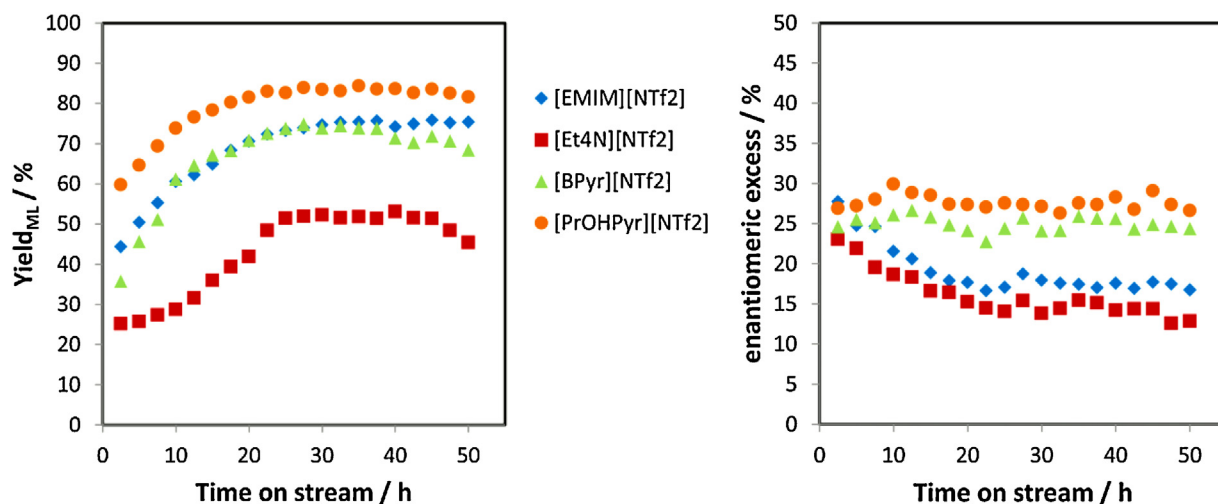 100
90
80
70
60
50
40
30
20
10
0
Yield_ML / %
0 10 20 30 40 50
Time on stream / h
[EMIM][NTf2]
[Et4N][NTf2]
[BPyr][NTf2]
[PrOHPyr][NTf2]
50
45
40
35
30
25
20
15
10
5
0
enantiomeric excess / %
0 10 20 30 40 50
Time on stream / h